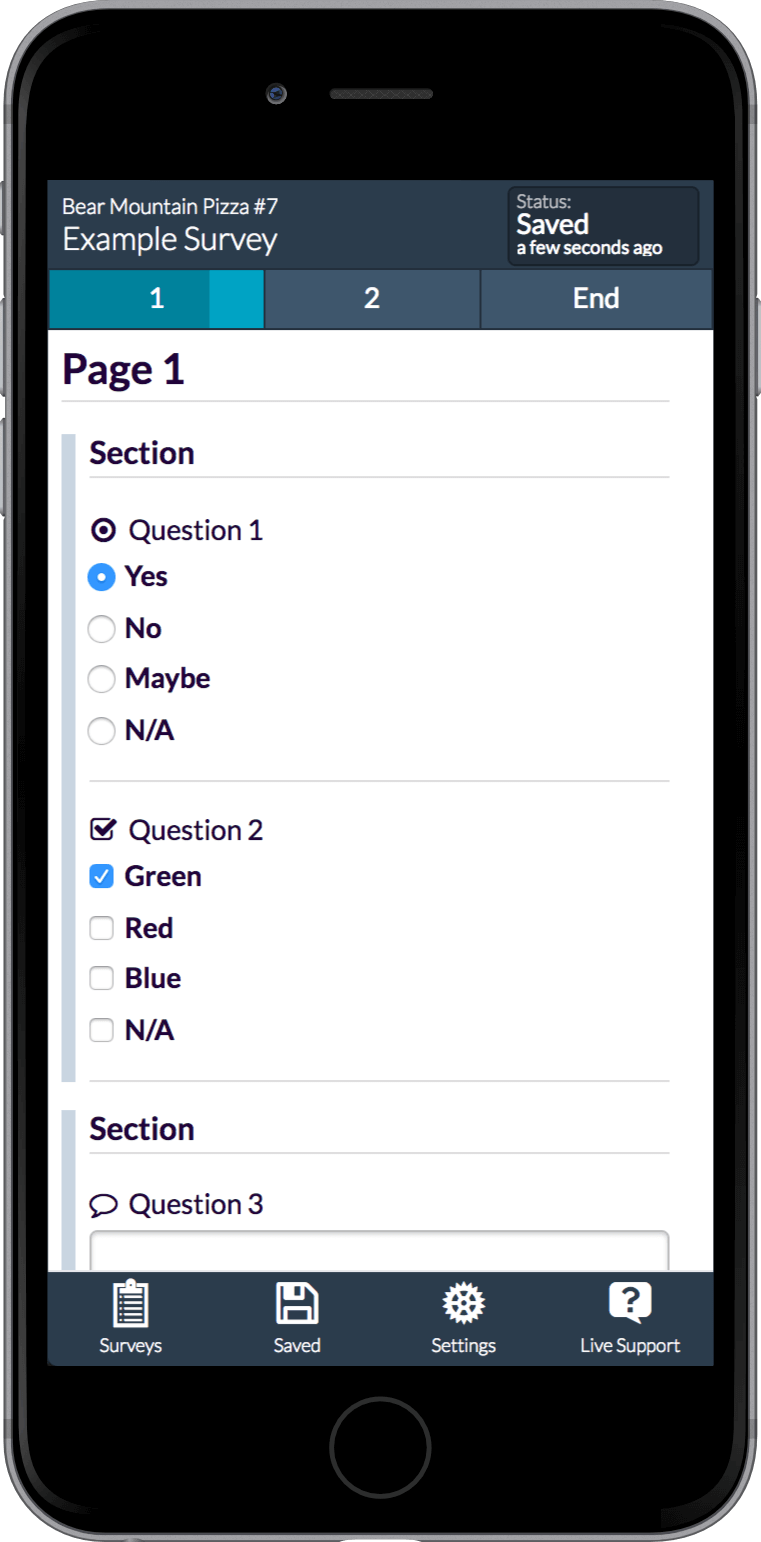 Bear Mountain Pizza #7
Example Survey
Status:
Saved
a few seconds ago
1
2
End
Page 1
Section
Question 1
Yes
No
Maybe
N/A
Question 2
Green
Red
Blue
N/A
Section
Question 3
Surveys
Saved
Settings
Live Support